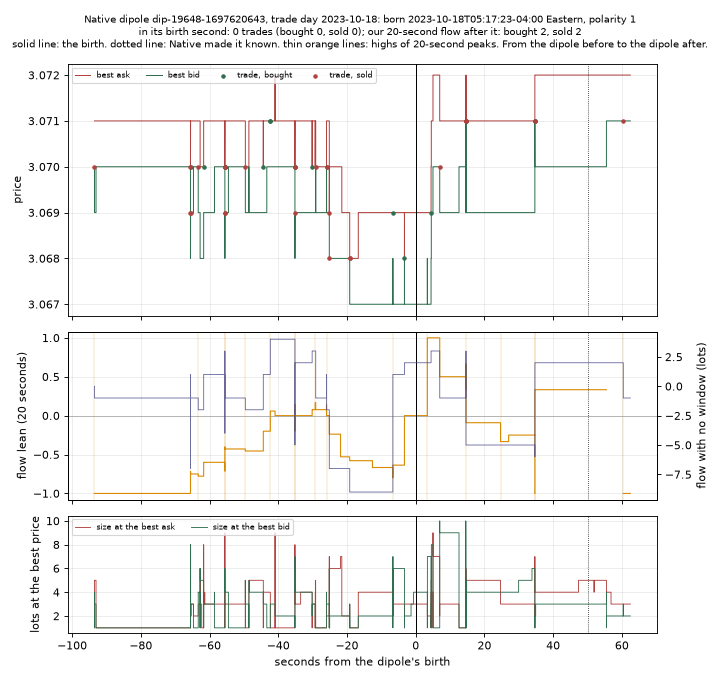 Native dipole dip-19648-1697620643, trade day 2023-10-18: born 2023-10-18T05:17:23-04:00 Eastern, polarity 1
in its birth second: 0 trades (bought 0, sold 0); our 20-second flow after it: bought 2, sold 2
solid line: the birth. dotted line: Native made it known. thin orange lines: highs of 20-second peaks. From the dipole before to the dipole after.
best ask
best bid
trade, bought
trade, sold
3.072
3.071
3.070
3.069
3.068
3.067
price
1.0
0.5
0.0
−0.5
−1.0
flow lean (20 seconds)
2.5
0.0
−2.5
−5.0
−7.5
flow with no window (lots)
size at the best ask
size at the best bid
10
8
6
4
2
lots at the best price
−100
−80
−60
−40
−20
0
20
40
60
seconds from the dipole's birth